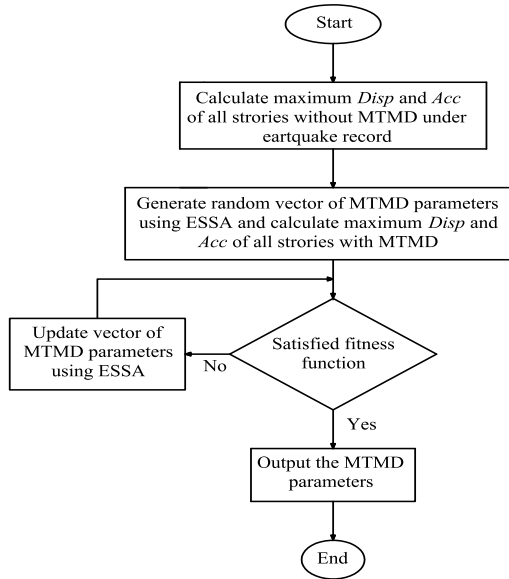 Start
Calculate maximum Disp and Acc
of all strories without MTMD under
eartquake record
Generate random vector of MTMD parameters
using ESSA and calculate maximum Disp and
Acc of all strories with MTMD
Update vector of
MTMD parameters
using ESSA
No
Satisfied fitness
function
Yes
Output the MTMD
parameters
End